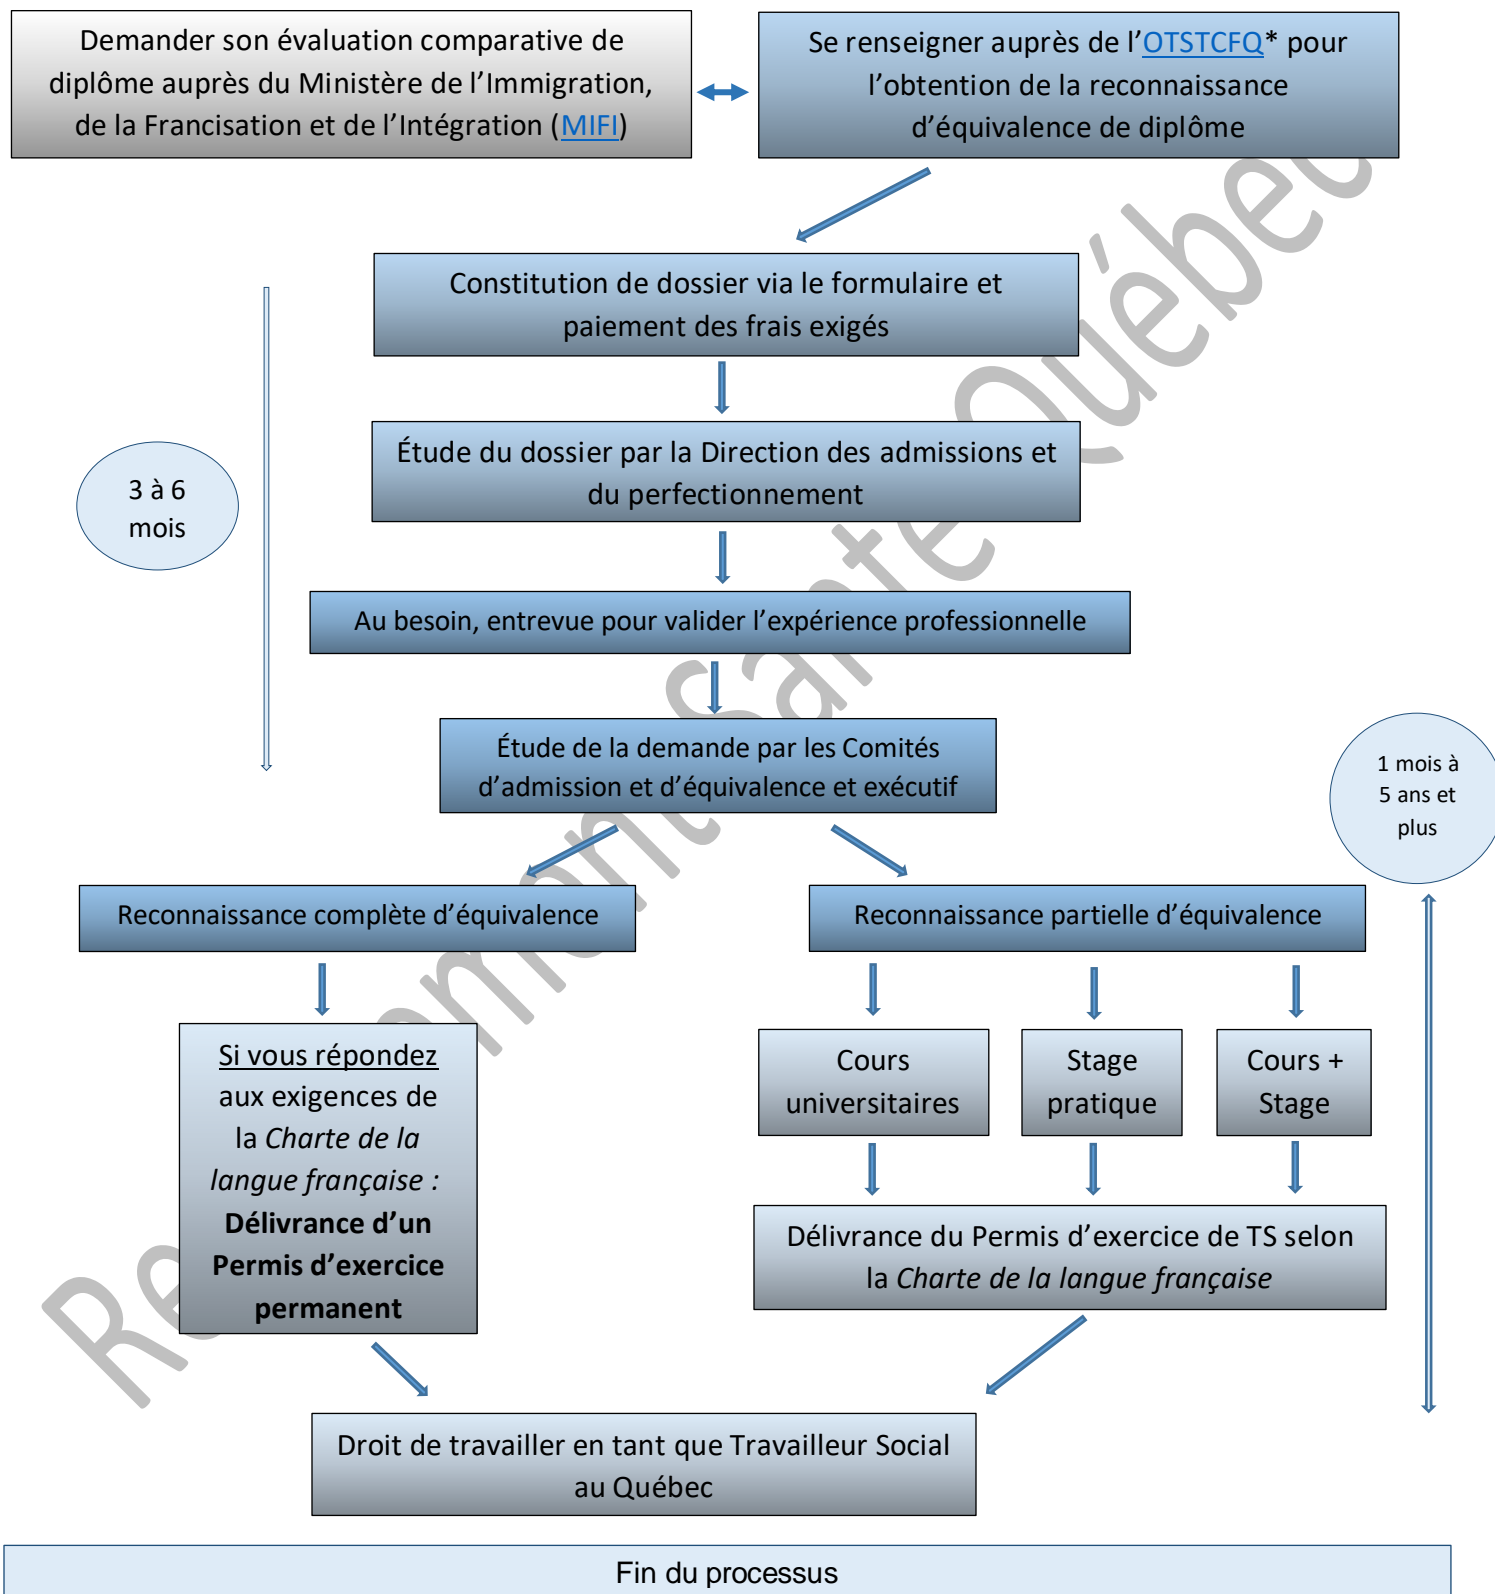 Demander son évaluation comparative de
diplôme auprès du Ministère de l’Immigration,
de la Francisation et de l’Intégration (MIFI)
Se renseigner auprès de l’OTSTCFQ* pour
l’obtention de la reconnaissance
d’équivalence de diplôme
Constitution de dossier via le formulaire et
paiement des frais exigés
Étude du dossier par la Direction des admissions et
du perfectionnement
3 à 6
mois
Au besoin, entrevue pour valider l’expérience professionnelle
Étude de la demande par les Comités
d’admission et d’équivalence et exécutif
1 mois à
5 ans et
plus
Reconnaissance complète d’équivalence
Reconnaissance partielle d’équivalence
Si vous répondez
aux exigences de
la Charte de la
langue française :
Délivrance d’un
Permis d’exercice
permanent
Cours
universitaires
Stage
pratique
Cours +
Stage
Délivrance du Permis d’exercice de TS selon
la Charte de la langue française
Droit de travailler en tant que Travailleur Social
au Québec
Fin du processus
Santé Québec